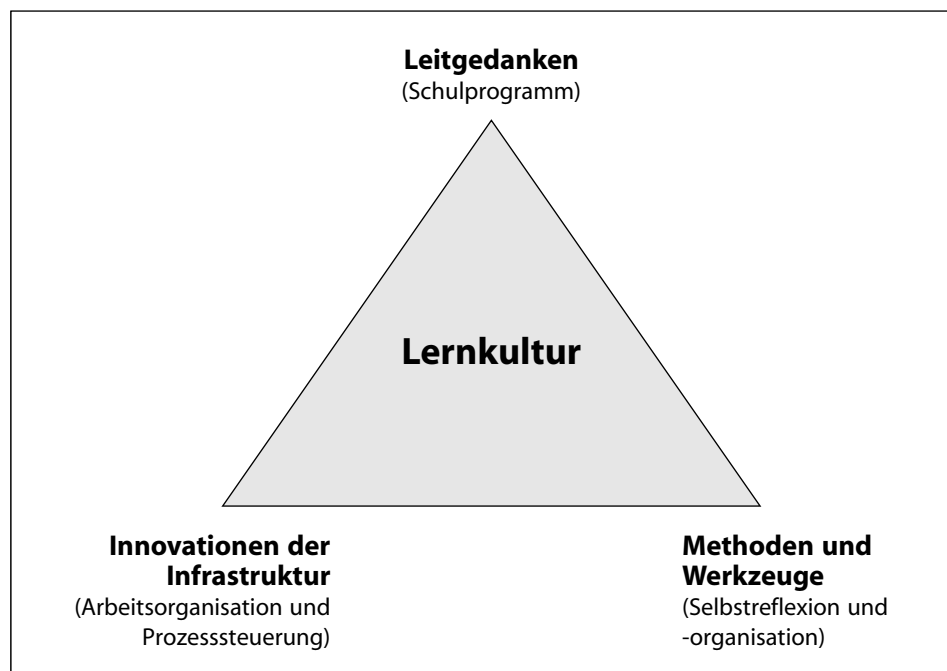 Leitgedanken
(Schulprogramm)
Lernkultur
Innovationen der
Infrastruktur
(Arbeitsorganisation und
Prozesssteuerung)
Methoden und
Werkzeuge
(Selbstreflexion und
-organisation)